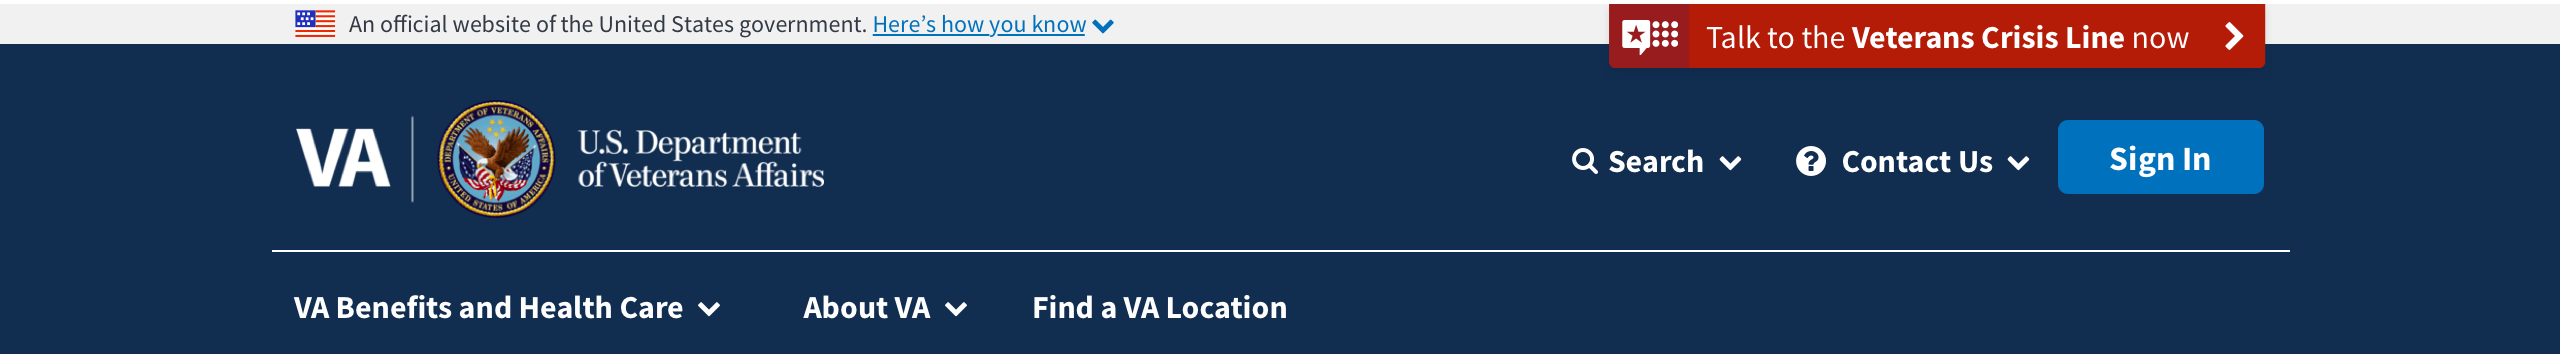 An official website of the United States government. Here’s how you know
Talk to the Veterans Crisis Line now
VA
DEPARTMENT OF VETERANS AFFAIRS
UNITED STATES OF AMERICA
U.S. Department
of Veterans Affairs
Search
Contact Us
Sign In
VA Benefits and Health Care
About VA
Find a VA Location